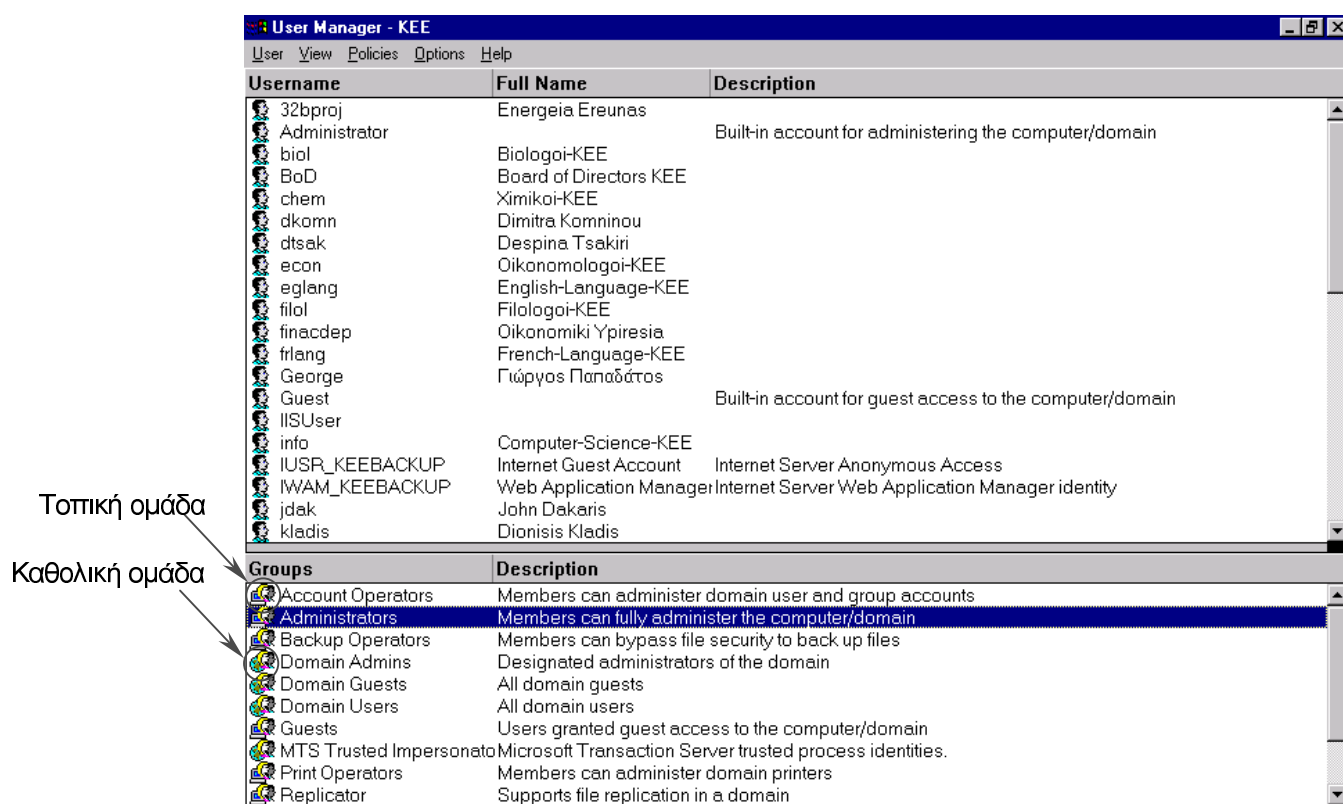 User Manager - KEE
User View Policies Options Help
Username Full Name Description
32bproj Energeia Ereunas
Administrator Built-in account for administering the computer/domain
biol Biologoi-KEE
BoD Board of Directors KEE
chem Ximikoi-KEE
dkomn Dimitra Komninou
dtsak Despina Tsakiri
econ Oikonomologoi-KEE
eglang English-Language-KEE
filol Filologoi-KEE
finacdep Oikonomiki Ypiresia
frlang French-Language-KEE
George Γιώργος Παπαδάτος
Guest Built-in account for guest access to the computer/domain
IISUser
info Computer-Science-KEE
IUSR_KEEBACKUP Internet Guest Account Internet Server Anonymous Access
IWAM_KEEBACKUP Web Application Manager Internet Server Web Application Manager identity
jdak John Dakaris
kladis Dionisis Kladis
Τοπική ομάδα
Καθολική ομάδα
Groups Description
Account Operators Members can administer domain user and group accounts
Administrators Members can fully administer the computer/domain
Backup Operators Members can bypass file security to back up files
Domain Admins Designated administrators of the domain
Domain Guests All domain guests
Domain Users All domain users
Guests Users granted guest access to the computer/domain
MTS Trusted Impersonato Microsoft Transaction Server trusted process identities.
Print Operators Members can administer domain printers
Replicator Supports file replication in a domain